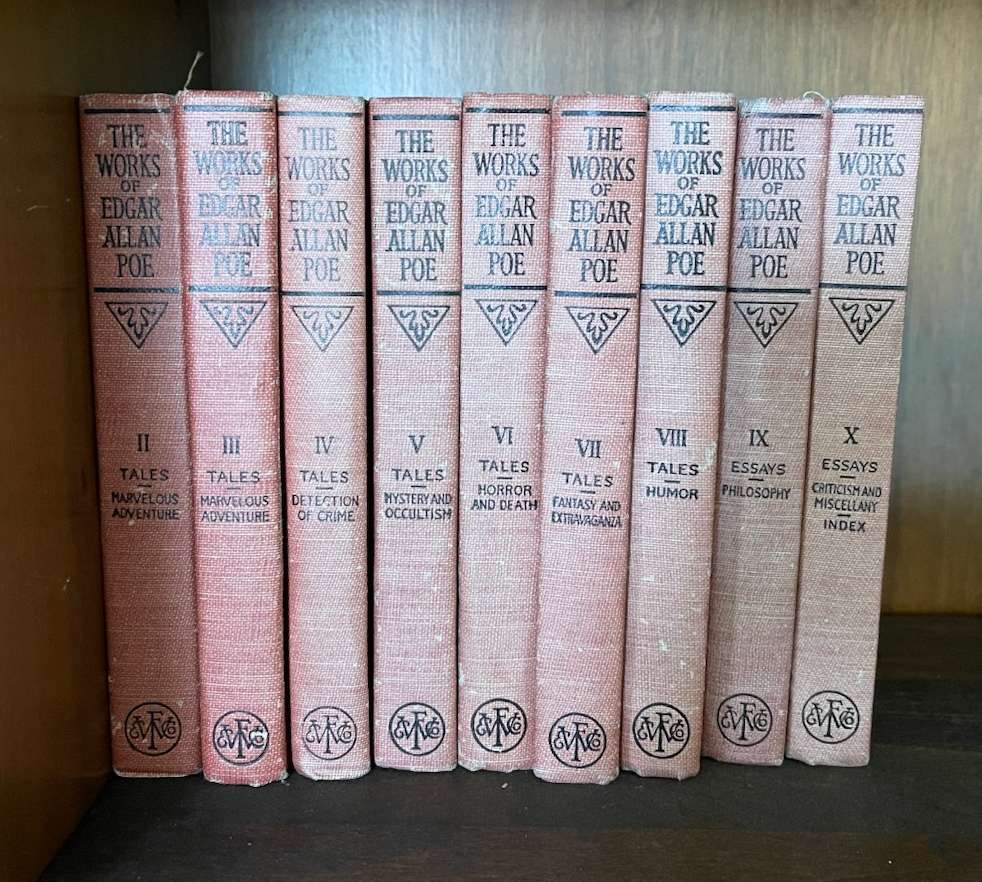 THE
WORKS
OF
EDGAR
ALLAN
POE
II
TALES
MARVELOUS
ADVENTURE
THE
WORKS
OF
EDGAR
ALLAN
POE
III
TALES
MARVELOUS
ADVENTURE
THE
WORKS
OF
EDGAR
ALLAN
POE
IV
TALES
DETECTION
OF CRIME
THE
WORKS
OF
EDGAR
ALLAN
POE
V
TALES
MYSTERY AND
OCCULTISM
THE
WORKS
OF
EDGAR
ALLAN
POE
VI
TALES
HORROR
AND DEATH
THE
WORKS
OF
EDGAR
ALLAN
POE
VII
TALES
FANTASY AND
EXTRAVAGANZA
THE
WORKS
OF
EDGAR
ALLAN
POE
VIII
TALES
HUMOR
THE
WORKS
OF
EDGAR
ALLAN
POE
IX
ESSAYS
PHILOSOPHY
THE
WORKS
OF
EDGAR
ALLAN
POE
X
ESSAYS
CRITICISM AND
MISCELLANY
INDEX